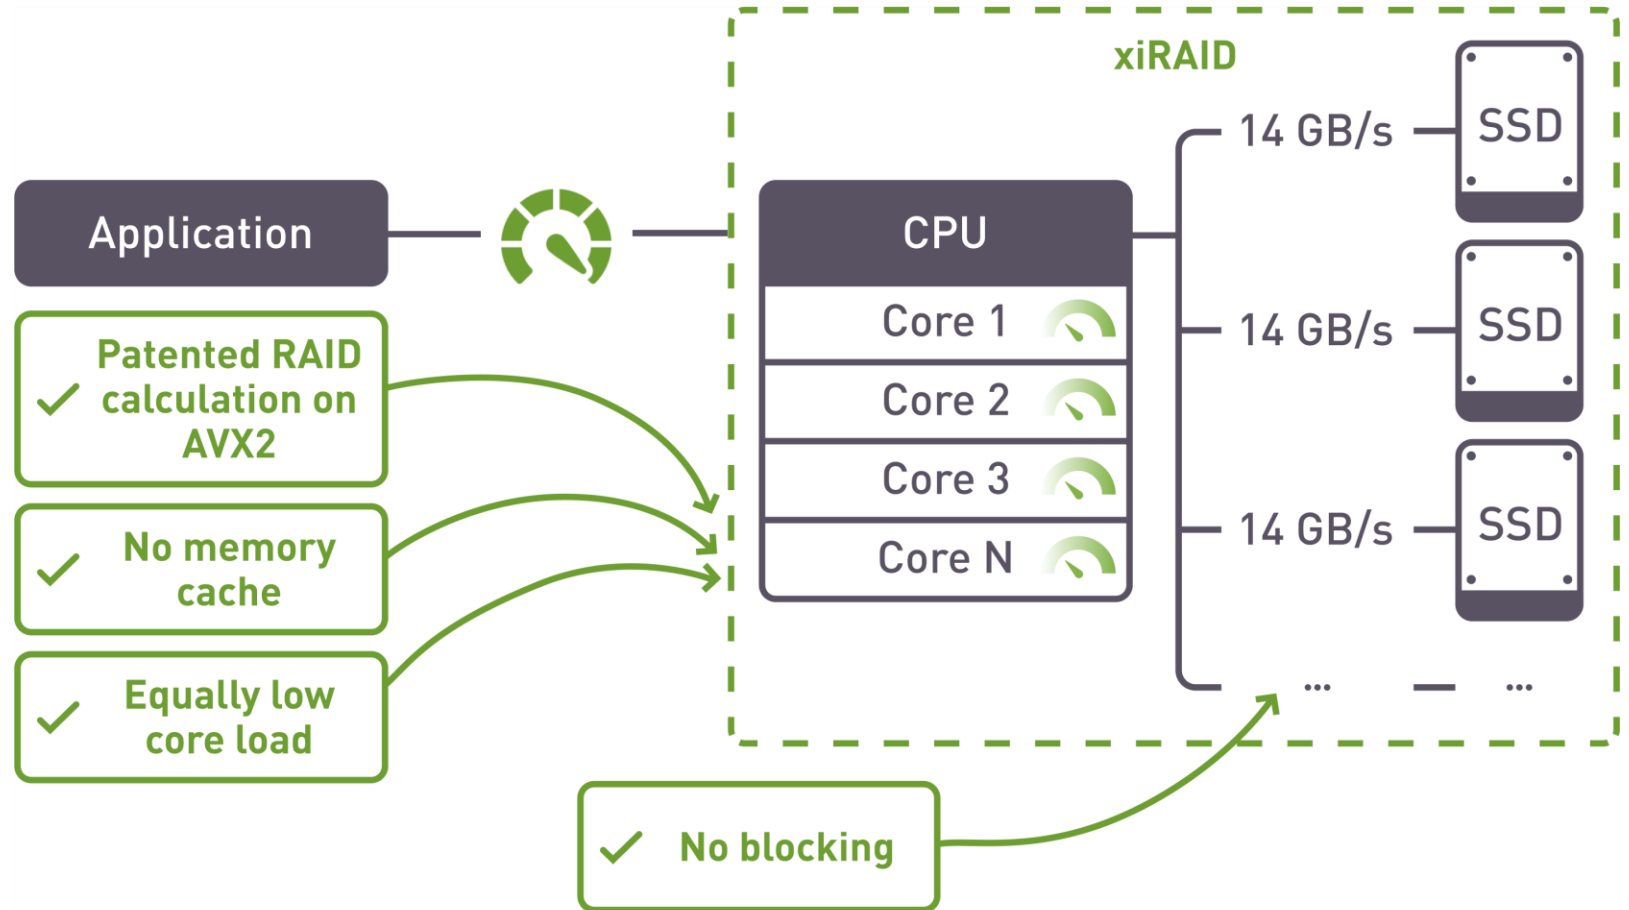 xiRAID
Application
CPU
Core 1
Core 2
Core 3
Core N
14 GB/s
SSD
14 GB/s
SSD
14 GB/s
SSD
...
...
Patented RAID
calculation on
AVX2
No memory
cache
Equally low
core load
No blocking